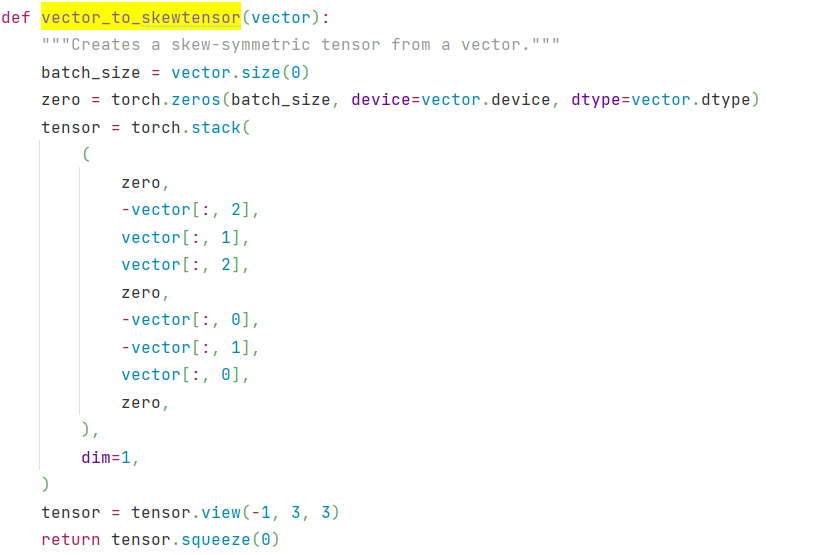 def vector_to_skewtensor(vector):
    """Creates a skew-symmetric tensor from a vector."""
    batch_size = vector.size(0)
    zero = torch.zeros(batch_size, device=vector.device, dtype=vector.dtype)
    tensor = torch.stack(
        (
            zero,
            -vector[:, 2],
            vector[:, 1],
            vector[:, 2],
            zero,
            -vector[:, 0],
            -vector[:, 1],
            vector[:, 0],
            zero,
        ),
        dim=1,
    )
    tensor = tensor.view(-1, 3, 3)
    return tensor.squeeze(0)